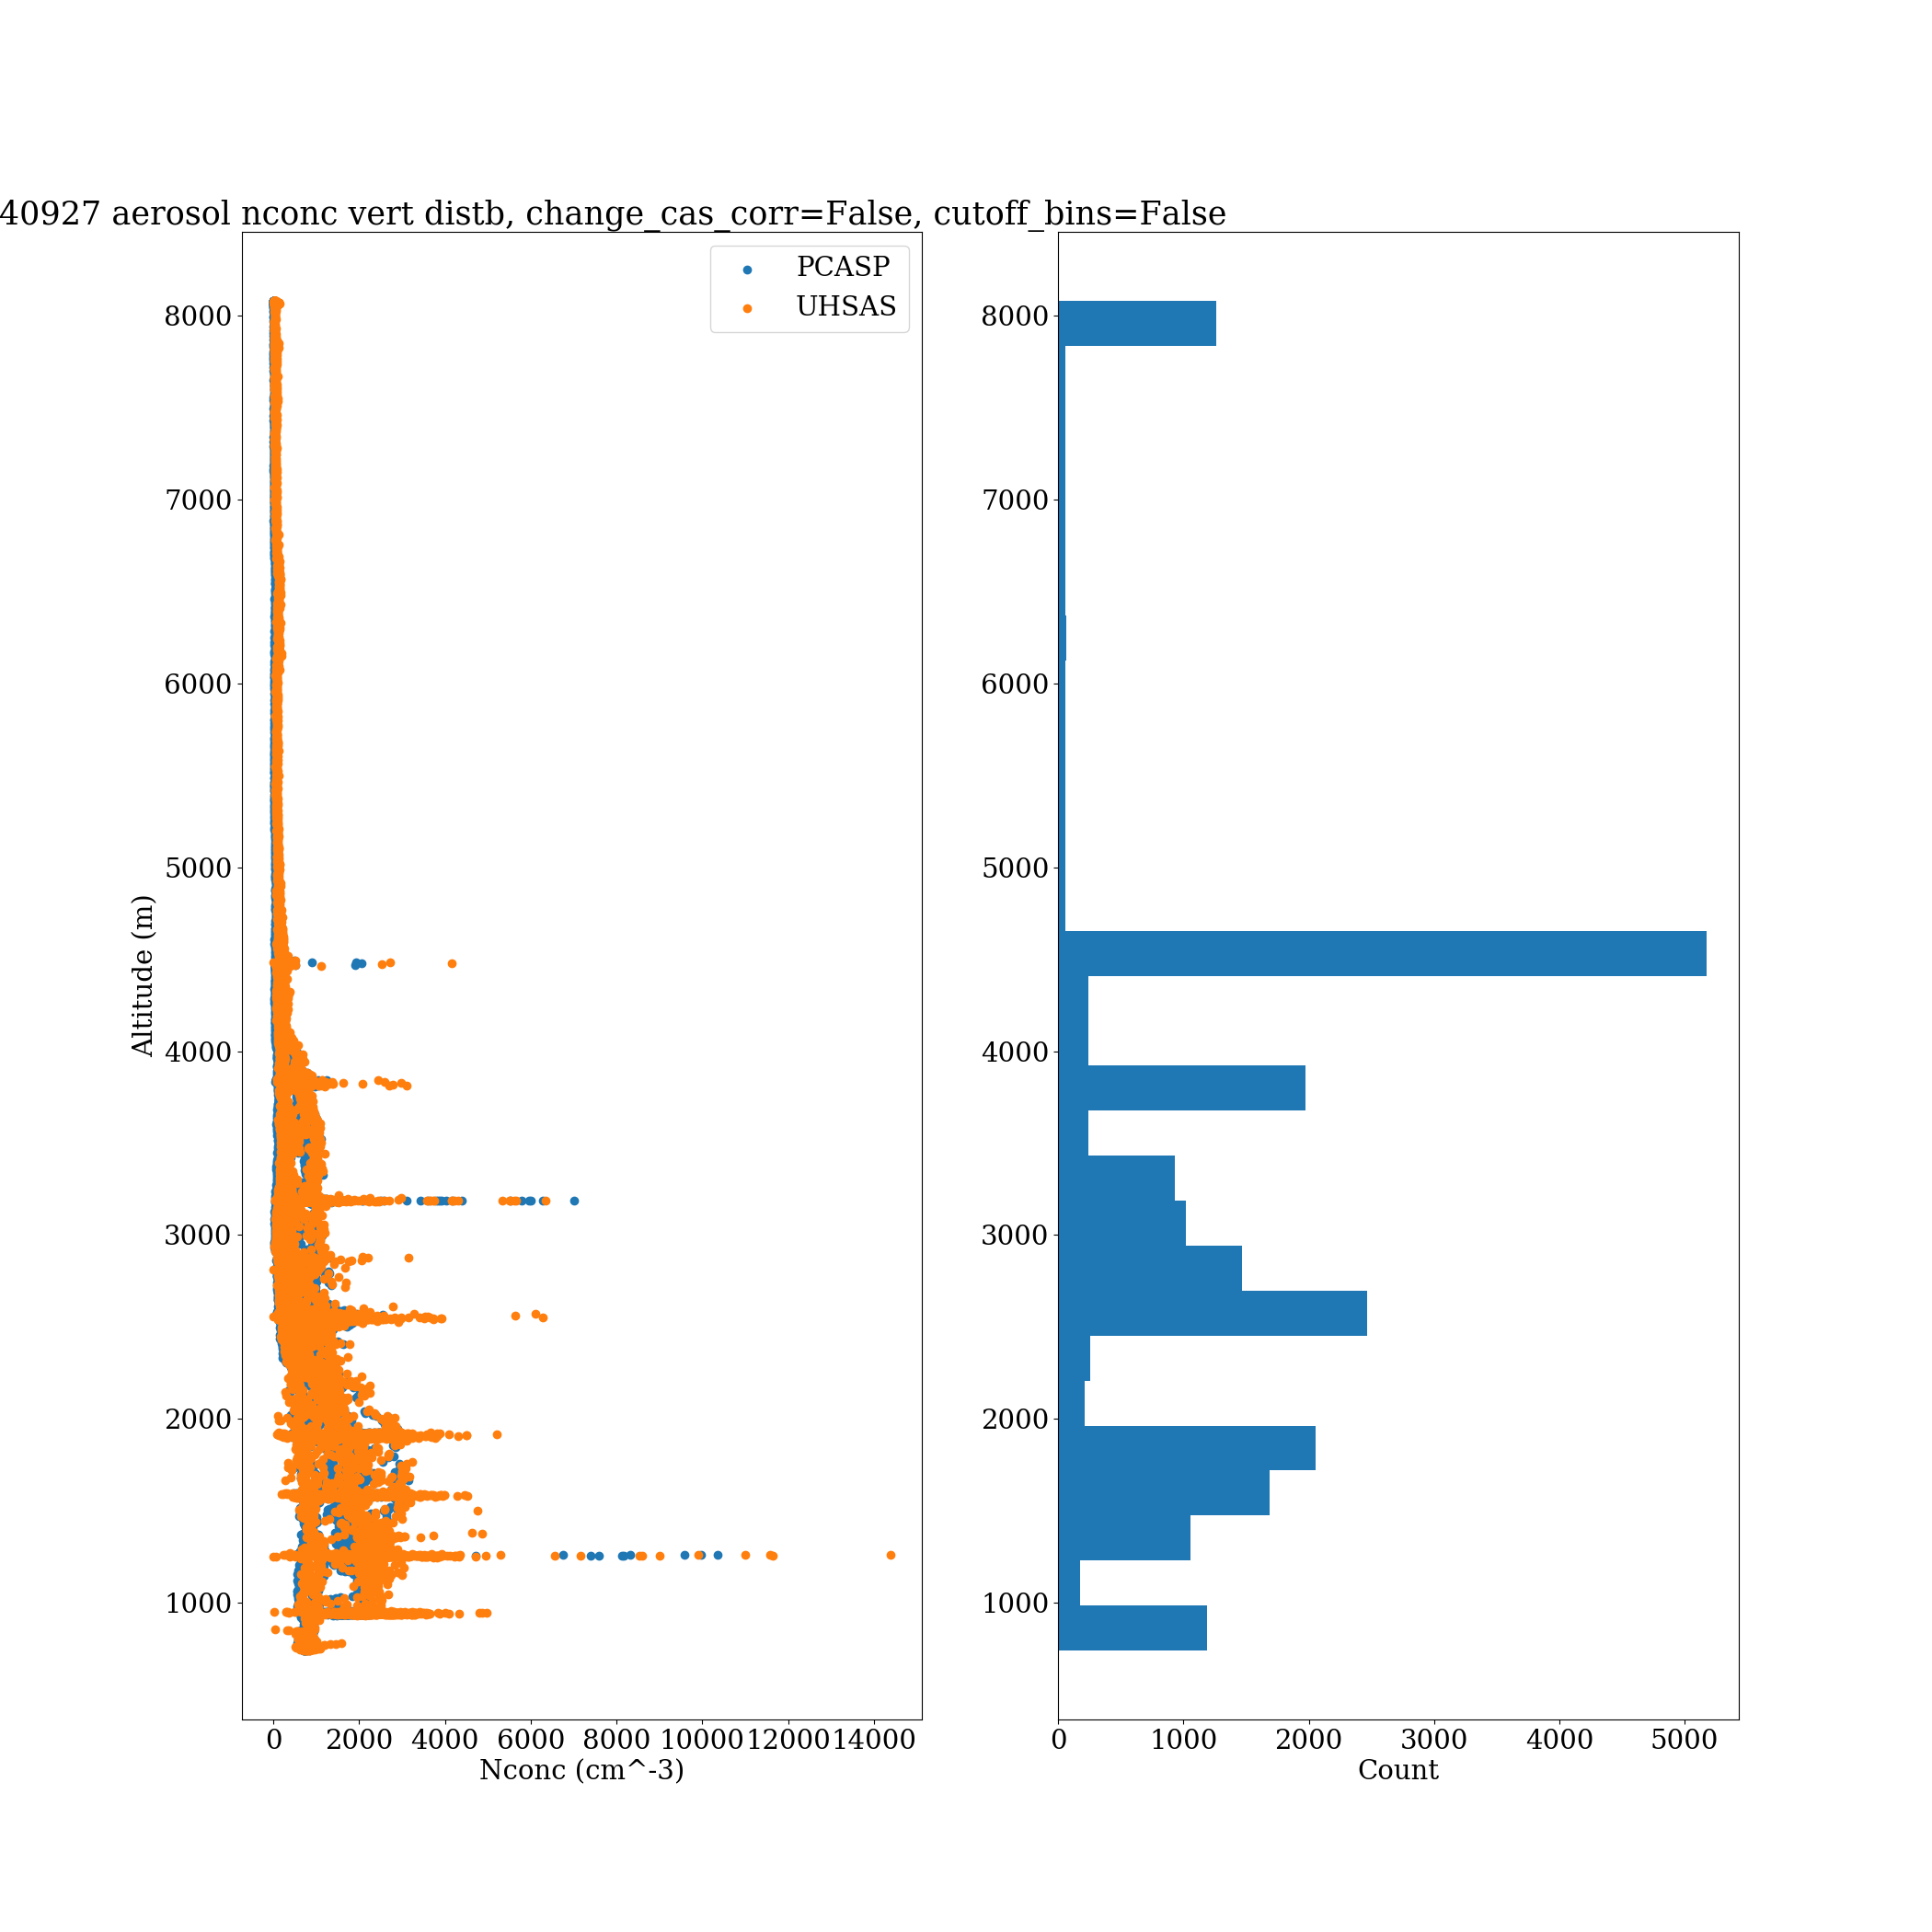 40927 aerosol nconc vert distb, change_cas_corr=False, cutoff_bins=False
PCASP
UHSAS
8000
7000
6000
5000
4000
3000
2000
1000
Altitude (m)
0 2000 4000 6000 8000 10000 12000 14000
Nconc (cm^-3)
8000
7000
6000
5000
4000
3000
2000
1000
0 1000 2000 3000 4000 5000
Count